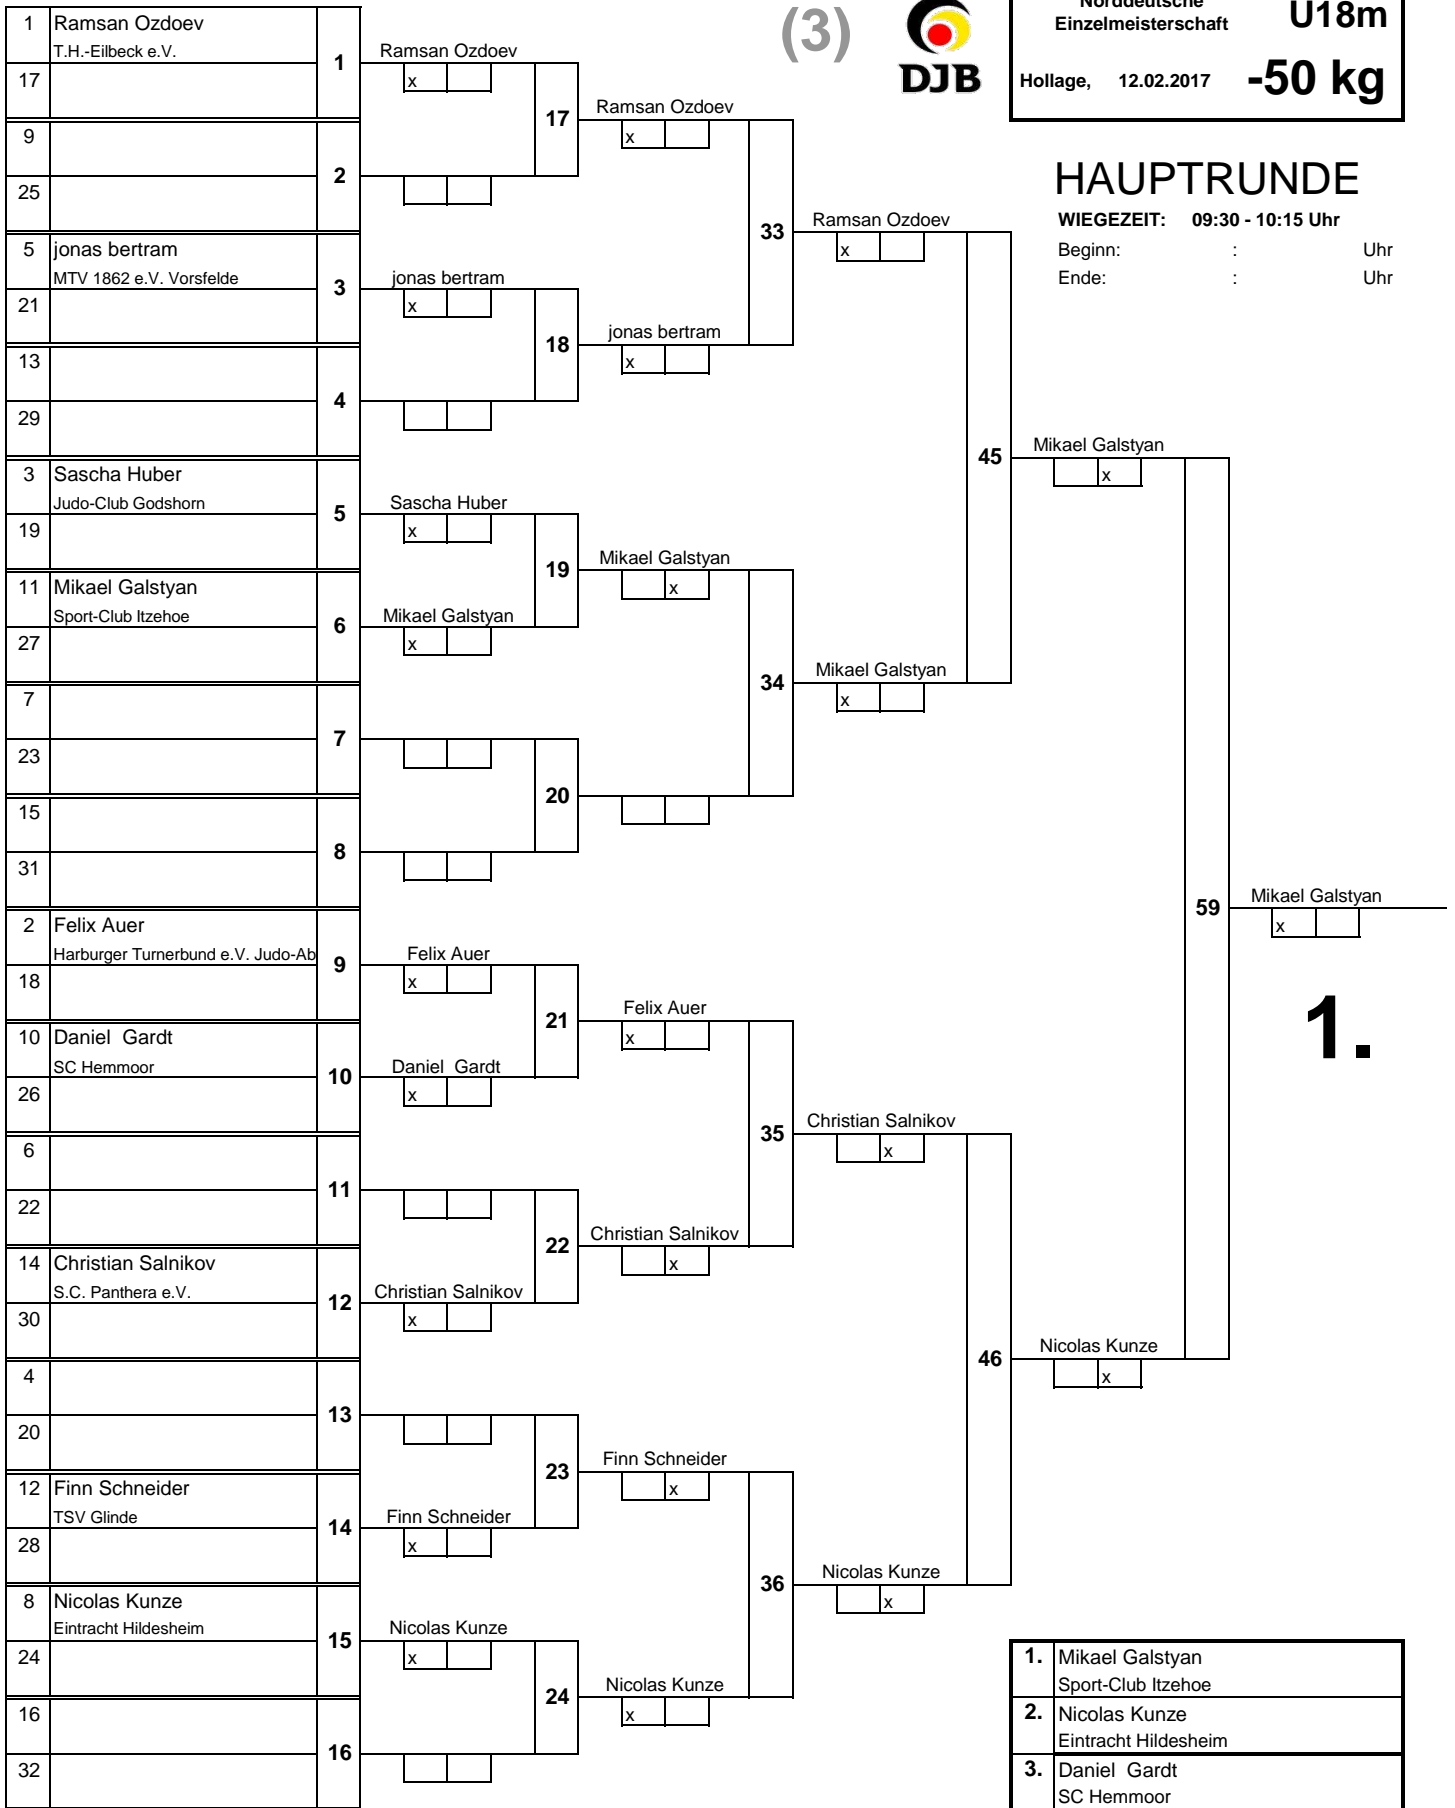 (3)
DJB
Norddeutsche
Einzelmeisterschaft
U18m
Hollage, 12.02.2017 -50 kg
HAUPTRUNDE
WIEGEZEIT: 09:30 - 10:15 Uhr
Beginn: : Uhr
Ende: : Uhr
1 Ramsan Ozdoev
T.H.-Eilbeck e.V.
17
1
9
25
2
5 jonas bertram
MTV 1862 e.V. Vorsfelde
21
3
13
29
4
3 Sascha Huber
Judo-Club Godshorn
19
5
11 Mikael Galstyan
Sport-Club Itzehoe
27
6
7
23
7
15
31
8
2 Felix Auer
Harburger Turnerbund e.V. Judo-Ab
18
9
10 Daniel Gardt
SC Hemmoor
26
10
6
22
11
14 Christian Salnikov
S.C. Panthera e.V.
30
12
4
20
13
12 Finn Schneider
TSV Glinde
28
14
8 Nicolas Kunze
Eintracht Hildesheim
24
15
16
32
16
Ramsan Ozdoev
x
17
jonas bertram
x
18
Sascha Huber
x
19
Mikael Galstyan
x
20
Felix Auer
x
21
Daniel Gardt
x
22
Christian Salnikov
x
23
Finn Schneider
x
Nicolas Kunze
x
24
Ramsan Ozdoev
x
33
jonas bertram
x
Mikael Galstyan
x
34
Felix Auer
x
35
Christian Salnikov
x
Finn Schneider
x
36
Nicolas Kunze
x
Ramsan Ozdoev
x
45
Mikael Galstyan
x
Christian Salnikov
x
46
Nicolas Kunze
x
Mikael Galstyan
x
59
Nicolas Kunze
x
Mikael Galstyan
x
1.
1. Mikael Galstyan
Sport-Club Itzehoe
2. Nicolas Kunze
Eintracht Hildesheim
3. Daniel Gardt
SC Hemmoor